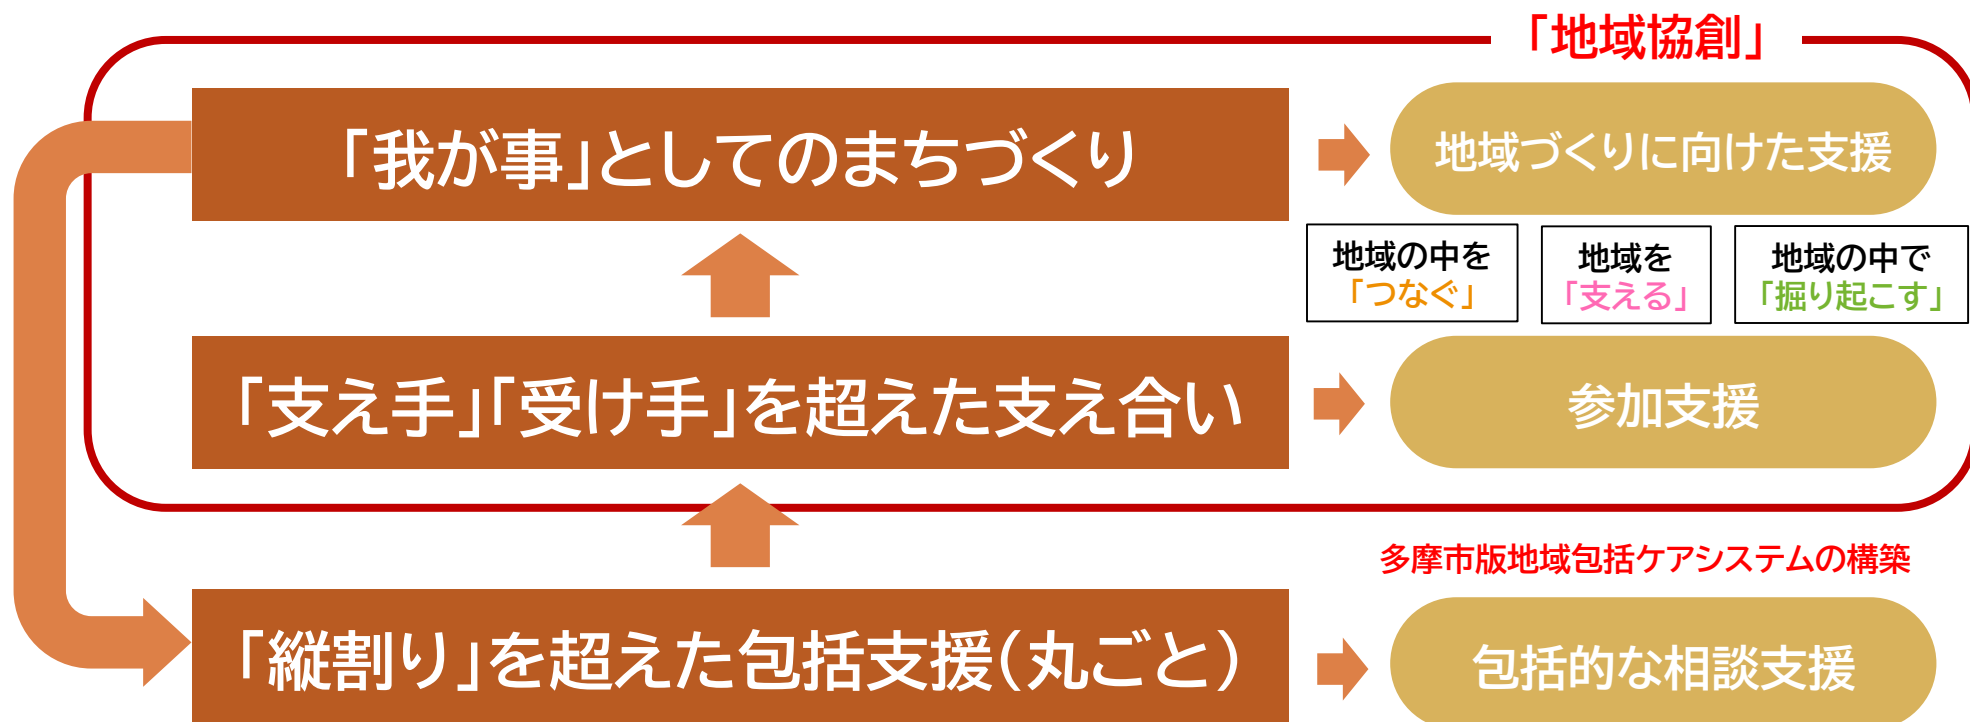 「地域協創」
「我が事」としてのまちづくり
地域づくりに向けた支援
地域の中を
「つなぐ」
地域を
「支える」
地域の中で
「掘り起こす」
「支え手」「受け手」を超えた支え合い
参加支援
多摩市版地域包括ケアシステムの構築
「縦割り」を超えた包括支援(丸ごと)
包括的な相談支援